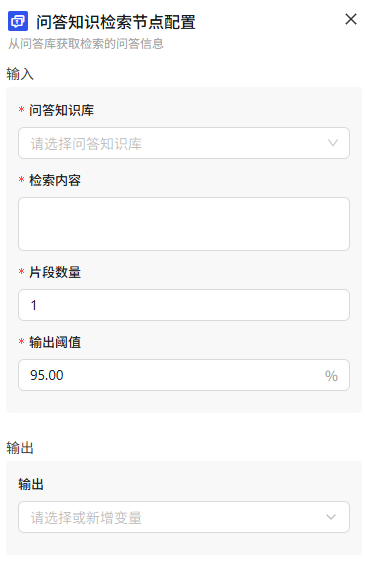 问答知识检索节点配置
从问答库获取检索的问答信息
输入
* 问答知识库
请选择问答知识库
* 检索内容
* 片段数量
1
* 输出阈值
95.00 %
输出
输出
请选择或新增变量